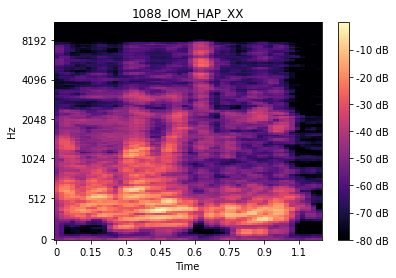 1088_IOM_HAP_XX
8192
4096
2048
1024
512
0
Hz
0
0.15
0.3
0.45
0.6
0.75
0.9
1.1
Time
-10 dB
-20 dB
-30 dB
-40 dB
-50 dB
-60 dB
-70 dB
-80 dB